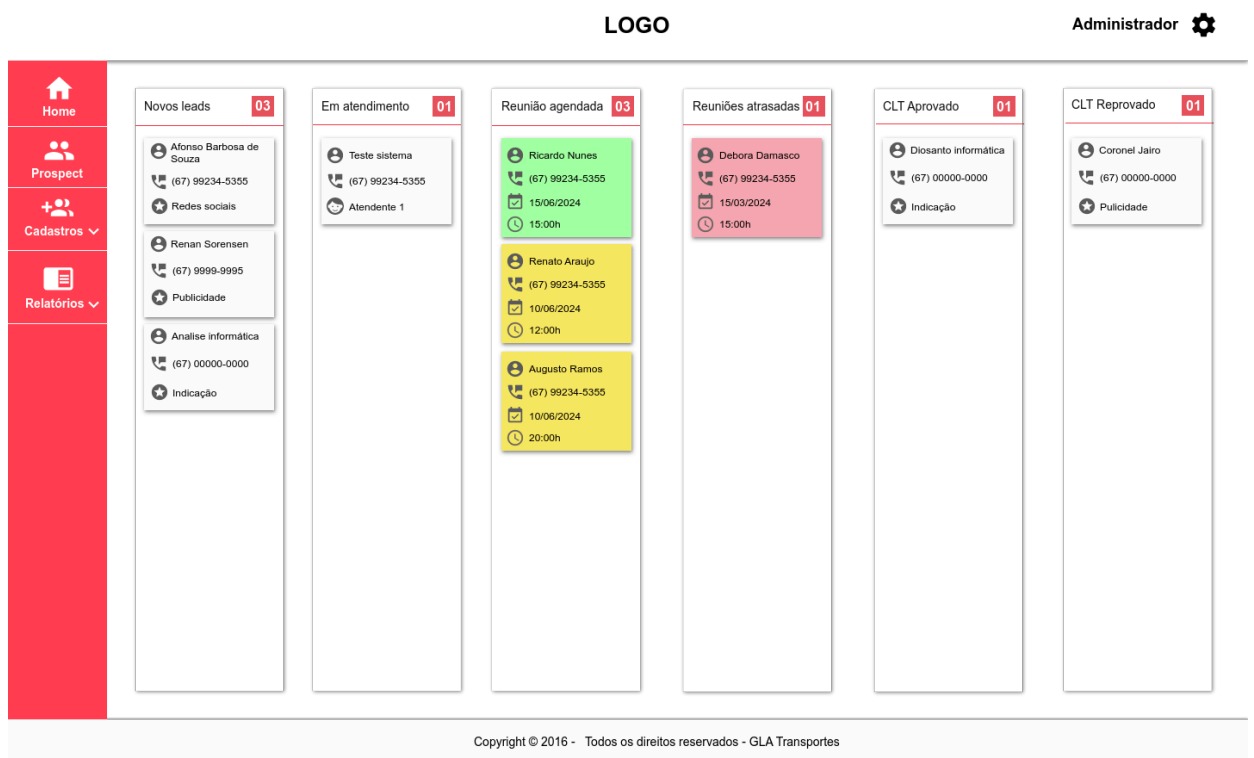 LOGO
Administrador
Home
Prospect
Cadastros
Relatórios
Novos leads 03
Afonso Barbosa de
Souza
(67) 99234-5355
Redes sociais
Renan Sorensen
(67) 9999-9995
Publicidade
Analise informática
(67) 00000-0000
Indicação
Em atendimento 01
Teste sistema
(67) 99234-5355
Atendente 1
Reunião agendada 03
Ricardo Nunes
(67) 99234-5355
15/06/2024
15:00h
Renato Araujo
(67) 99234-5355
10/06/2024
12:00h
Augusto Ramos
(67) 99234-5355
10/06/2024
20:00h
Reuniões atrasadas 01
Debora Damasco
(67) 99234-5355
15/03/2024
15:00h
CLT Aprovado 01
Diosanto informática
(67) 00000-0000
Indicação
CLT Reprovado 01
Coronel Jairo
(67) 00000-0000
Pulicidade
Copyright © 2016 - Todos os direitos reservados - GLA Transportes